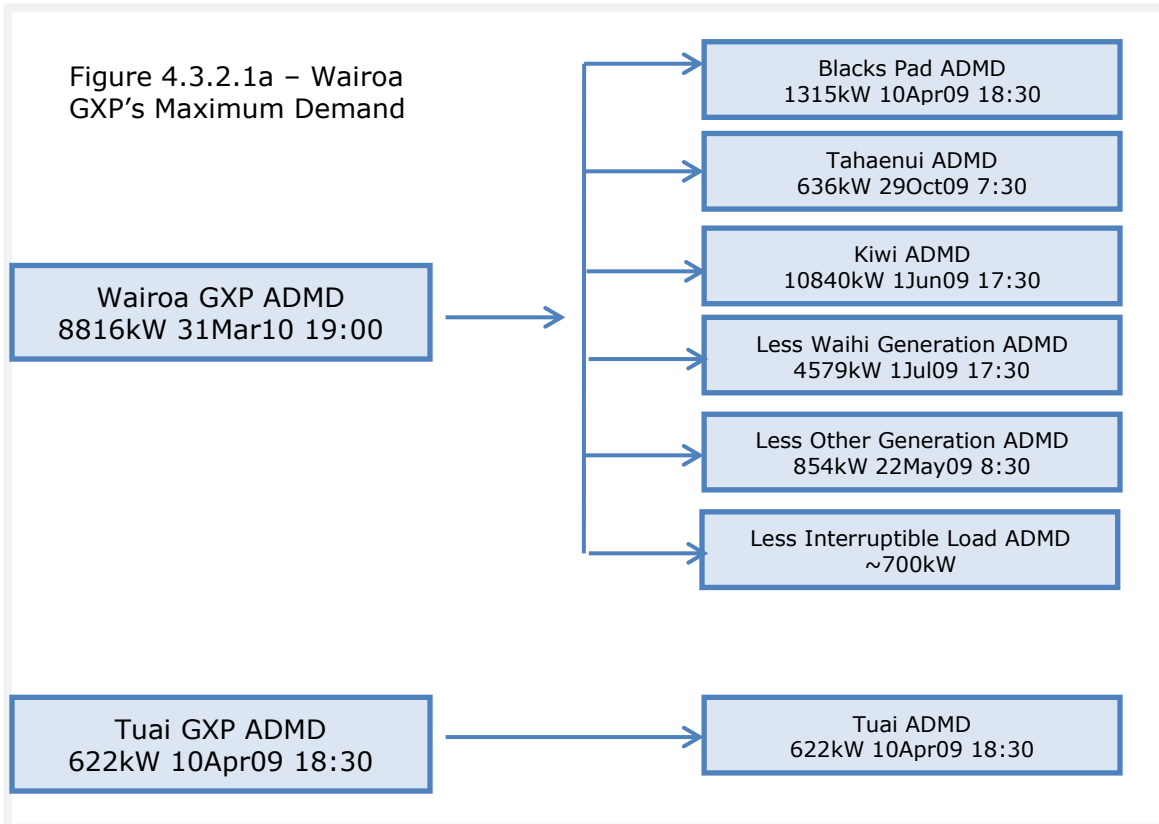 Figure 4.3.2.1a – Wairoa
GXP’s Maximum Demand
Wairoa GXP ADMD
8816kW 31Mar10 19:00
Blacks Pad ADMD
1315kW 10Apr09 18:30
Tahaenui ADMD
636kW 29Oct09 7:30
Kiwi ADMD
10840kW 1Jun09 17:30
Less Waihi Generation ADMD
4579kW 1Jul09 17:30
Less Other Generation ADMD
854kW 22May09 8:30
Less Interruptible Load ADMD
~700kW
Tuai GXP ADMD
622kW 10Apr09 18:30
Tuai ADMD
622kW 10Apr09 18:30